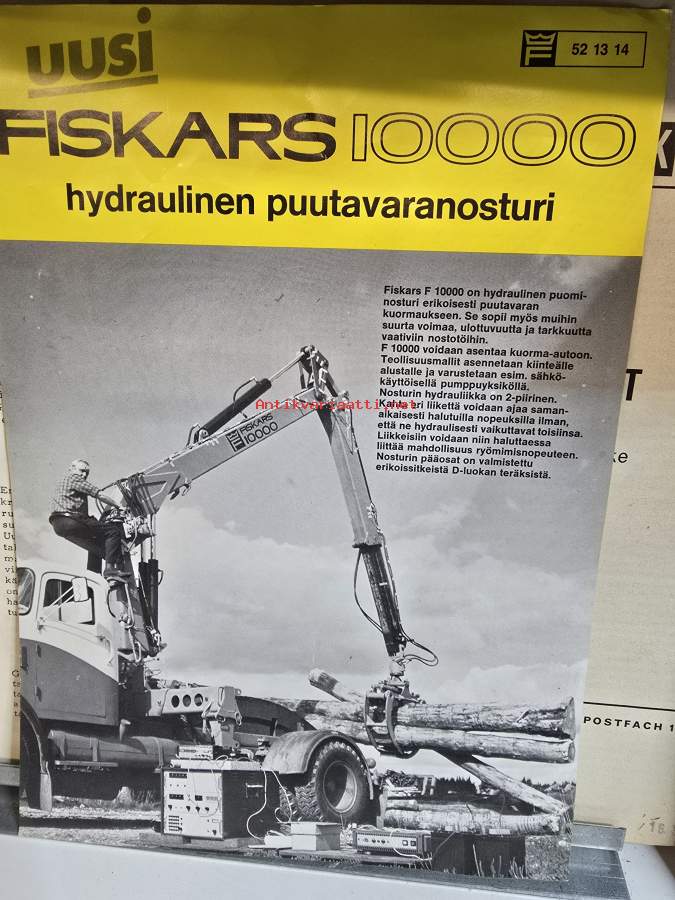 uusi
52 13 14
FISKARS 10000
hydraulinen puutavaranosturi
Fiskars F 10000 on hydraulinen puomi-
nosturi erikoisesti puutavaran
kuormaukseen. Se sopii myös muihin
suurta voimaa, ulottuvuutta ja tarkkuutta
vaativiin nostotöihin.
F 10000 voidaan asentaa kuorma-autoon.
Teollisuusmallit asennetaan kiinteälle
alustalle ja varustetaan esim. sähkö-
käyttöisellä pumppuyksiköllä.
Nosturin hydrauliikka on 2-piirinen.
Kahta eri liikettä voidaan ajaa saman-
aikaisesti halutuilla nopeuksilla ilman,
että ne hydraulisesti vaikuttavat toisiinsa.
Liikkeisiin voidaan niin haluttaessa
liittää mahdollisuus ryömimisnopeuteen.
Nosturin pääosat on valmistettu
erikoissitkeistä D-luokan teräksistä.
Antikvariaatti.net
FISKARS
10000
POSTFACH 1